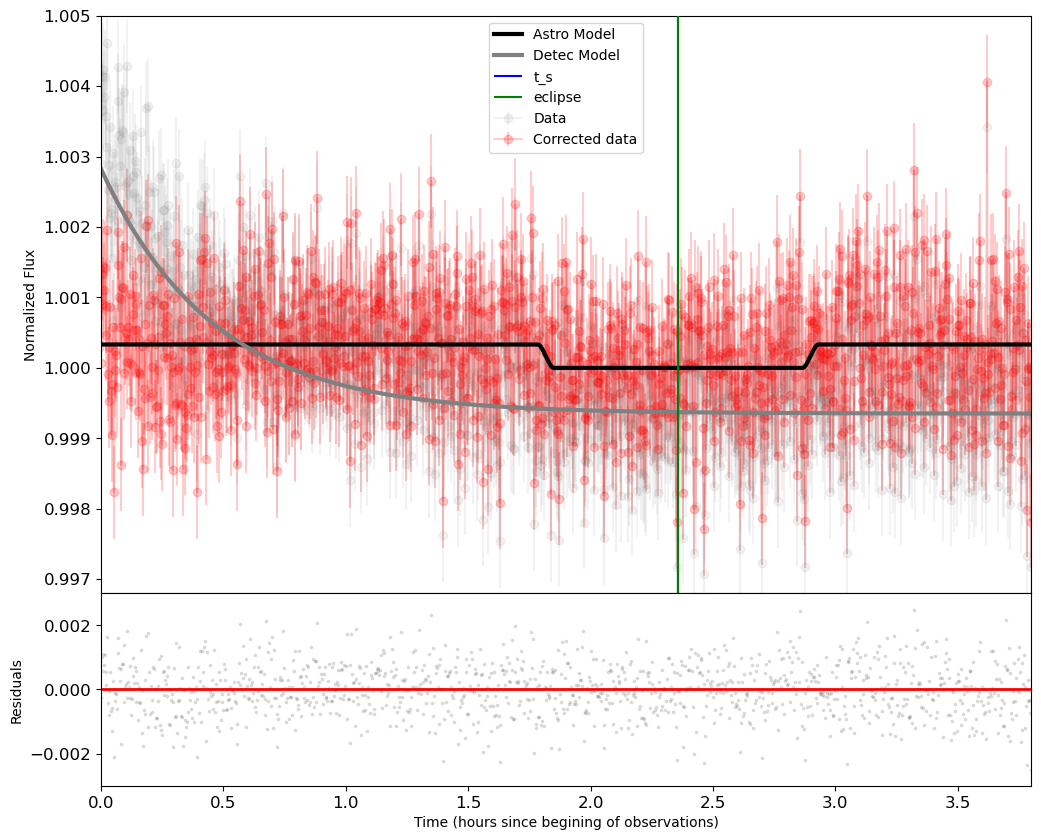 1.005
1.004
1.003
1.002
1.001
1.000
0.999
0.998
0.997
Normalized Flux
Astro Model
Detec Model
t_s
eclipse
Data
Corrected data
0.002
0.000
−0.002
Residuals
0.0 0.5 1.0 1.5 2.0 2.5 3.0 3.5
Time (hours since begining of observations)